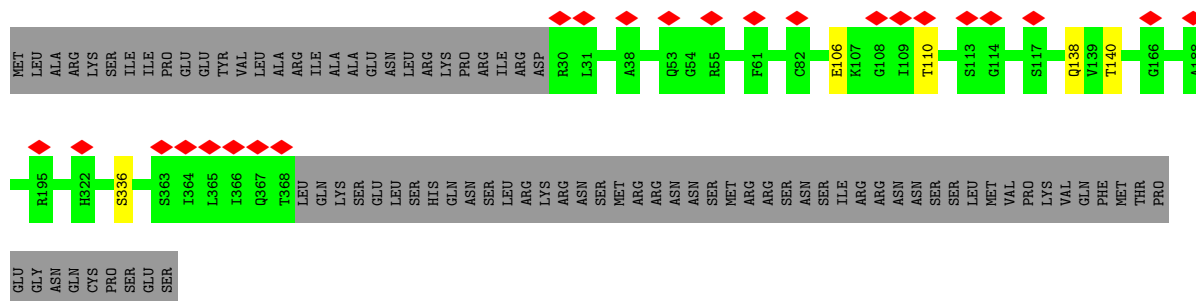 MET LEU ALA ARG LYS SER ILE ILE PRO GLU GLU TYR VAL LEU ALA ARG ILE ALA ALA GLU ASN LEU ARG LYS PRO ARG ILE ARG ASP R30 L31 A38 Q53 G54 R55 F61 C82 E106 K107 G108 I109 T110 S113 G114 S117 Q138 V139 T140 G166 A188
R195 H322 S336 S363 I364 L365 I366 Q367 T368 LEU GLN LYS SER GLU LEU SER HIS GLN ASN SER LEU ARG LYS ARG ASN SER MET ARG ARG ASN ASN SER MET ARG ARG SER ASN SER ILE ARG ARG ASN ASN SER SER LEU MET VAL PRO LYS VAL GLN PHE MET THR PRO
GLU GLY ASN GLN CYS PRO SER GLU SER